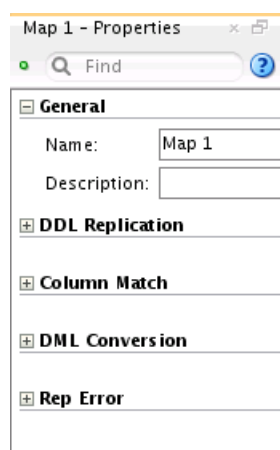 Map 1 - Properties
Find
General
Name: Map 1
Description:
DDL Replication
Column Match
DML Conversion
Rep Error